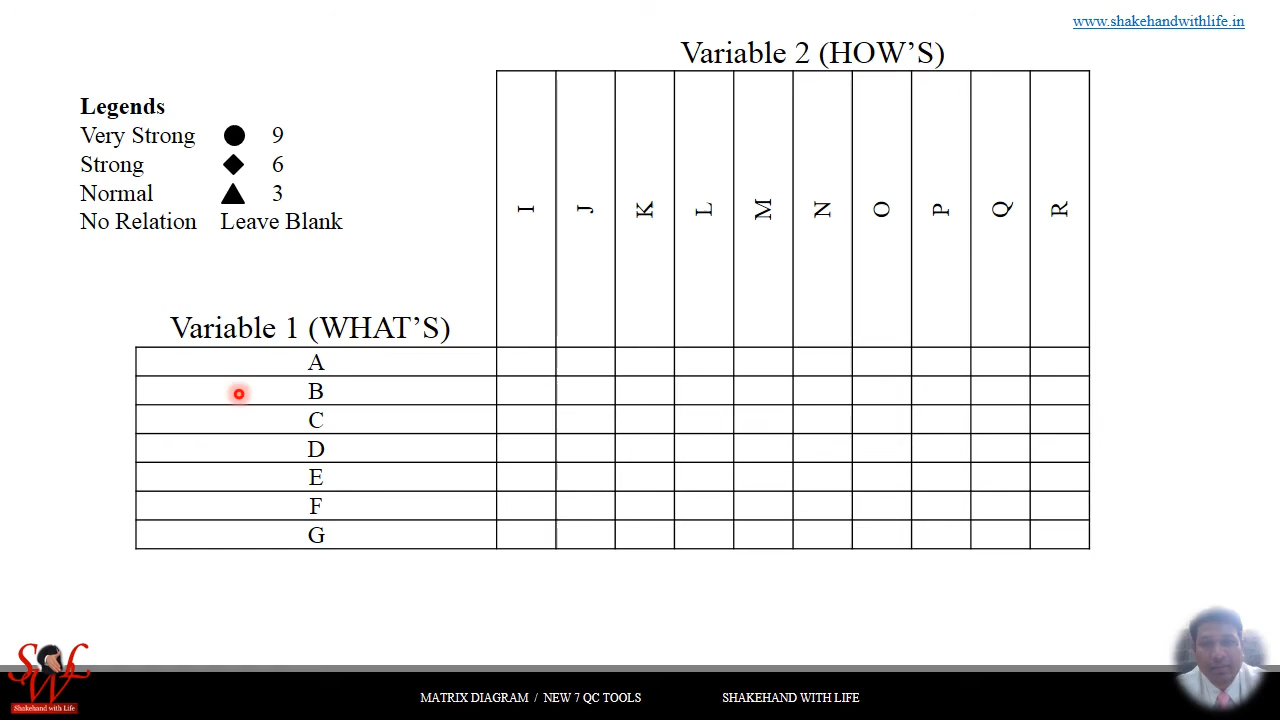 www.shakehandwithlife.in
Variable 2 (HOW’S)
Legends
Very Strong 9
Strong 6
Normal 3
No Relation Leave Blank
I J K L M N O P Q R
Variable 1 (WHAT’S)
A
B
C
D
E
F
G
SWL
Shakehand with Life
MATRIX DIAGRAM / NEW 7 QC TOOLS SHAKEHAND WITH LIFE